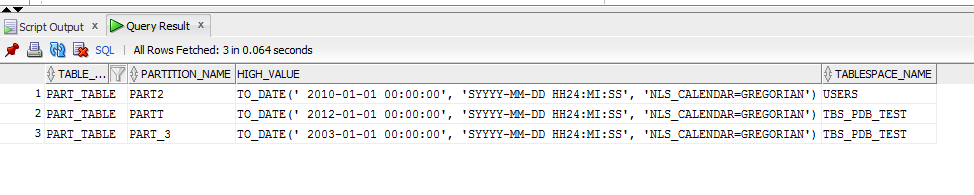 Script Output x Query Result x
SQL All Rows Fetched: 3 in 0.064 seconds
TABLE_... PARTITION_NAME HIGH_VALUE TABLESPACE_NAME
1 PART_TABLE PART2 TO_DATE(' 2010-01-01 00:00:00', 'SYYYY-MM-DD HH24:MI:SS', 'NLS_CALENDAR=GREGORIAN') USERS
2 PART_TABLE PARTT TO_DATE(' 2012-01-01 00:00:00', 'SYYYY-MM-DD HH24:MI:SS', 'NLS_CALENDAR=GREGORIAN') TBS_PDB_TEST
3 PART_TABLE PART_3 TO_DATE(' 2003-01-01 00:00:00', 'SYYYY-MM-DD HH24:MI:SS', 'NLS_CALENDAR=GREGORIAN') TBS_PDB_TEST